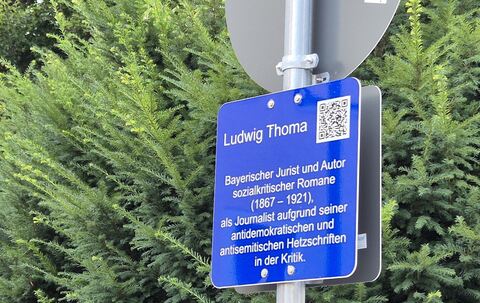 Ludwig Thoma
Bayerischer Jurist und Autor
sozialkritischer Romane
(1867 – 1921),
als Journalist aufgrund seiner
antidemokratischen und
antisemitischen Hetzschriften
in der Kritik.